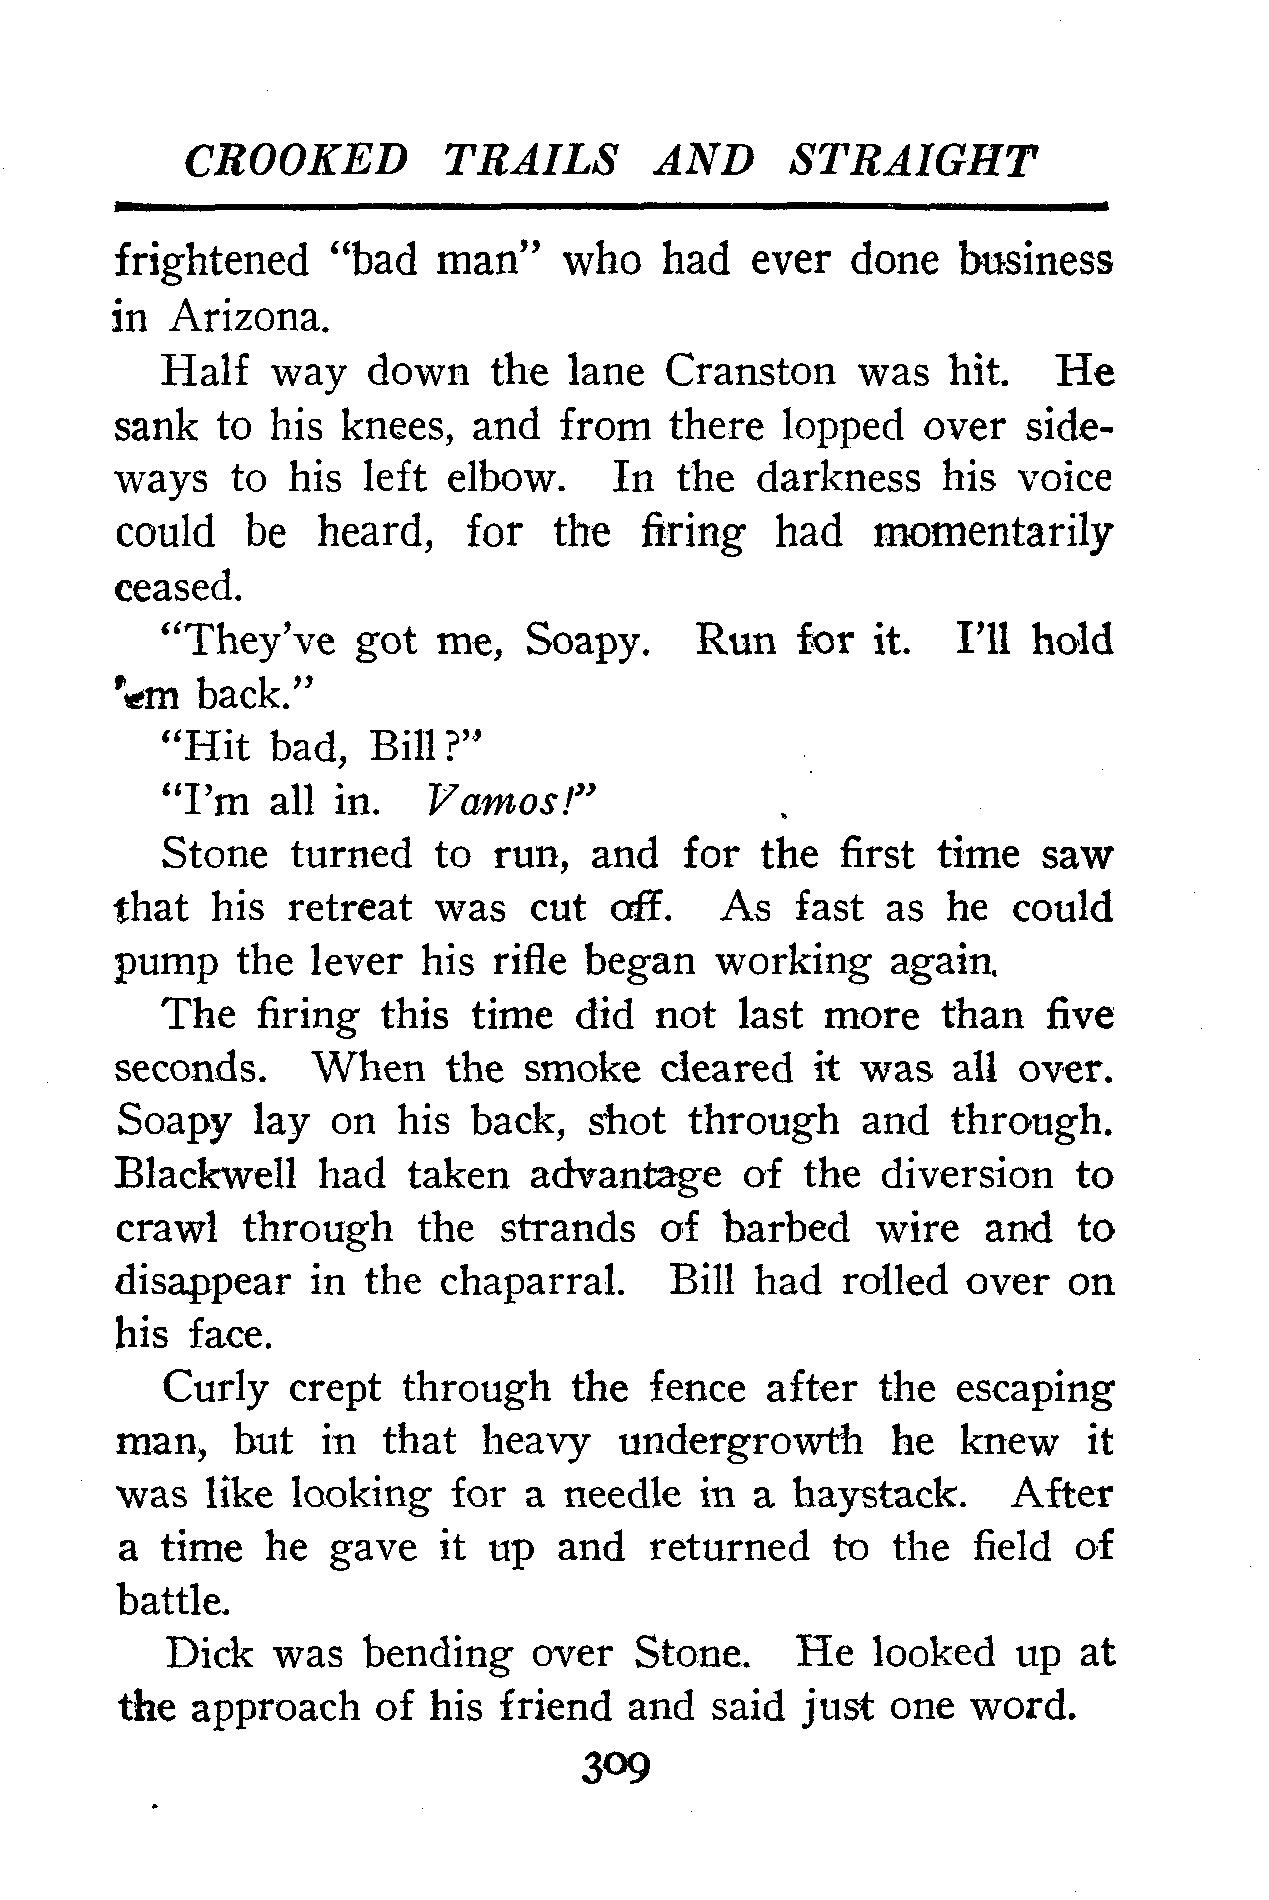 CROOKED TRAILS AND STRAIGHT
frightened “bad man” who had ever done business
in Arizona.
Half way down the lane Cranston was hit. He
sank to his knees, and from there lopped over side-
ways to his left elbow. In the darkness his voice
could be heard, for the firing had momentarily
ceased.
“They’ve got me, Soapy. Run for it. I’ll hold
’em back.”
“Hit bad, Bill?”
“I’m all in. Vamos!”
Stone turned to run, and for the first time saw
that his retreat was cut off. As fast as he could
pump the lever his rifle began working again.
The firing this time did not last more than five
seconds. When the smoke cleared it was all over.
Soapy lay on his back, shot through and through.
Blackwell had taken advantage of the diversion to
crawl through the strands of barbed wire and to
disappear in the chaparral. Bill had rolled over on
his face.
Curly crept through the fence after the escaping
man, but in that heavy undergrowth he knew it
was like looking for a needle in a haystack. After
a time he gave it up and returned to the field of
battle.
Dick was bending over Stone. He looked up at
the approach of his friend and said just one word.
309